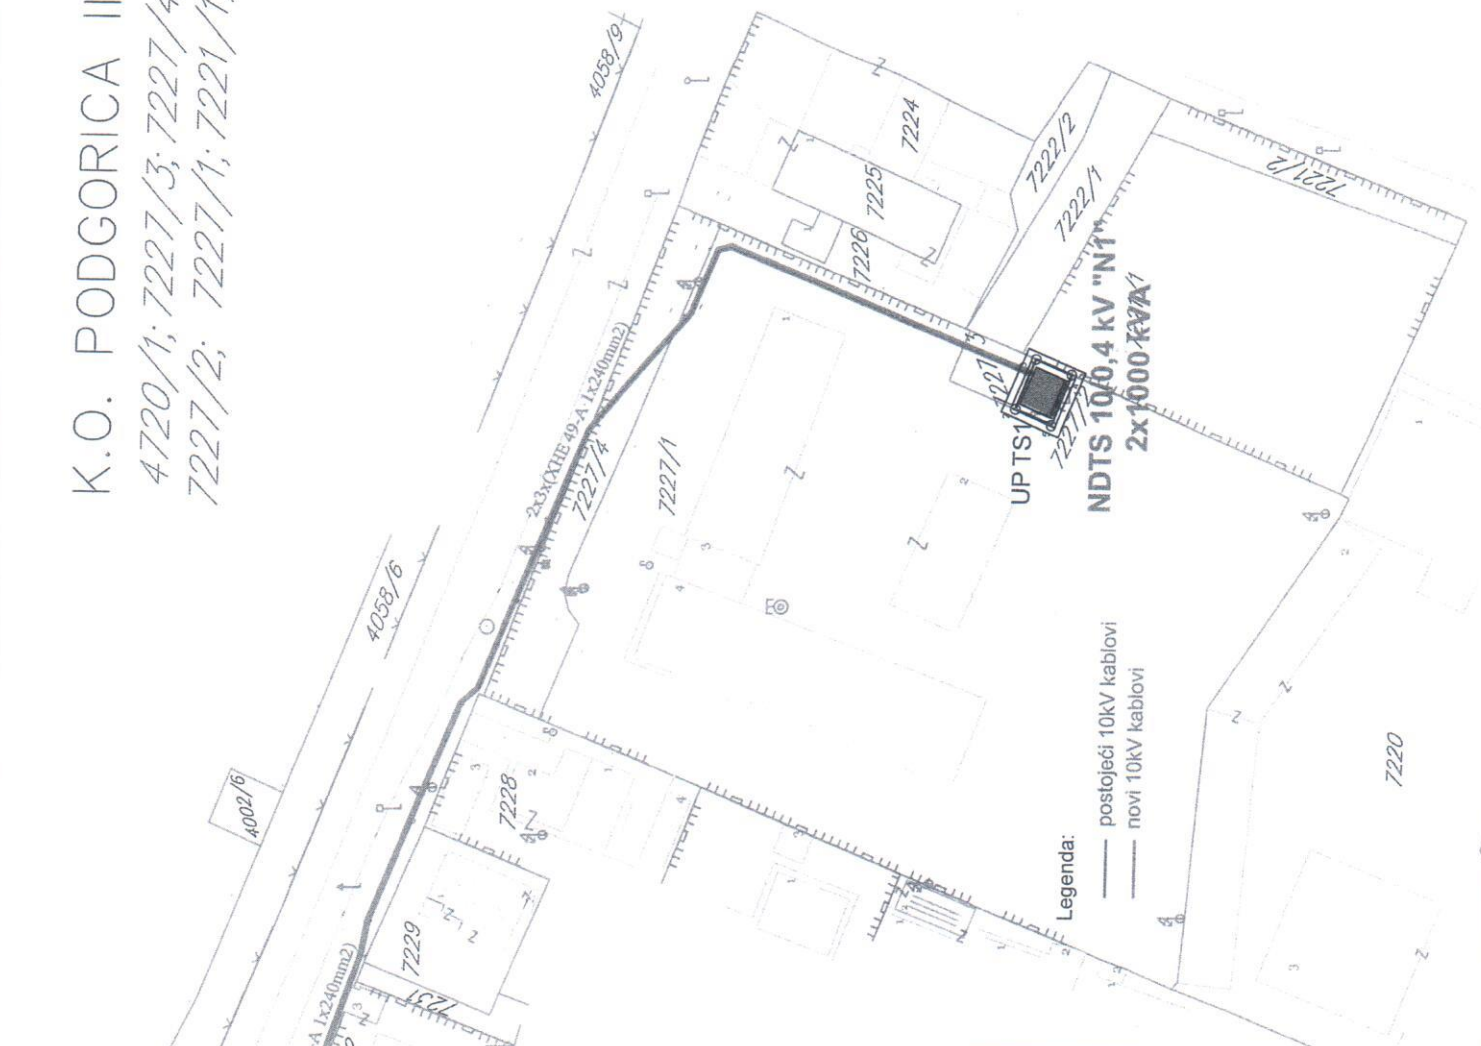 K.O. PODGORICA II
4720/1; 7227/3; 7227/4
7227/2; 7227/1; 7221/1
4058/9
4058/6
4002/6
2x3x(XHE 49-A 1x240mm2)
A 1x240mm2)
7227/4
7227/1
7224
7225
7226
7222/2
7222/1
7221/2
7228
7229
7231
7220
UP TS1
NDTS 10/0,4 kV "N1"
2x1000 kVA
Legenda:
postojeći 10kV kablovi
novi 10kV kablovi